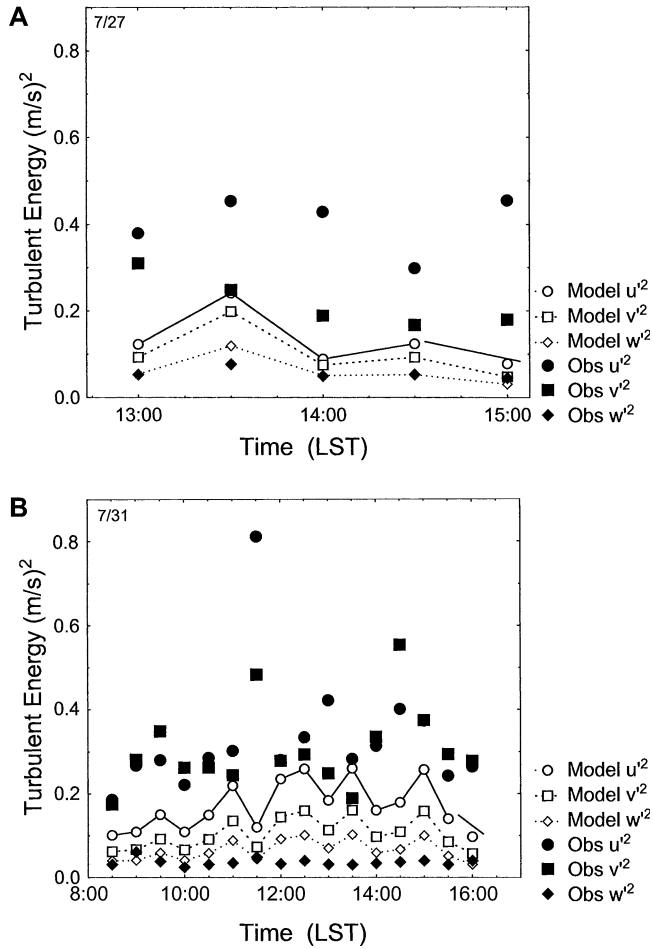 A
7/27
Turbulent Energy (m/s)²
0.8
0.6
0.4
0.2
0.0
13:00 14:00 15:00
Time (LST)
Model u'²
Model v'²
Model w'²
Obs u'²
Obs v'²
Obs w'²
B
7/31
Turbulent Energy (m/s)²
0.8
0.6
0.4
0.2
0.0
8:00 10:00 12:00 14:00 16:00
Time (LST)
Model u'²
Model v'²
Model w'²
Obs u'²
Obs v'²
Obs w'²